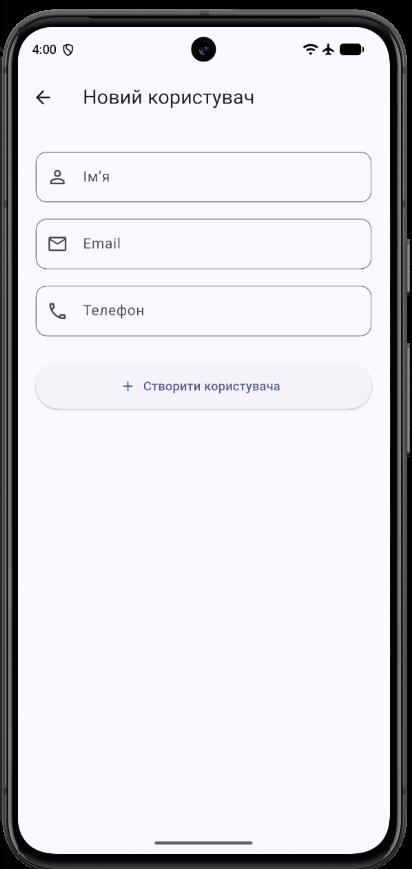 4:00
Новий користувач
Ім’я
Email
Телефон
+ Створити користувача